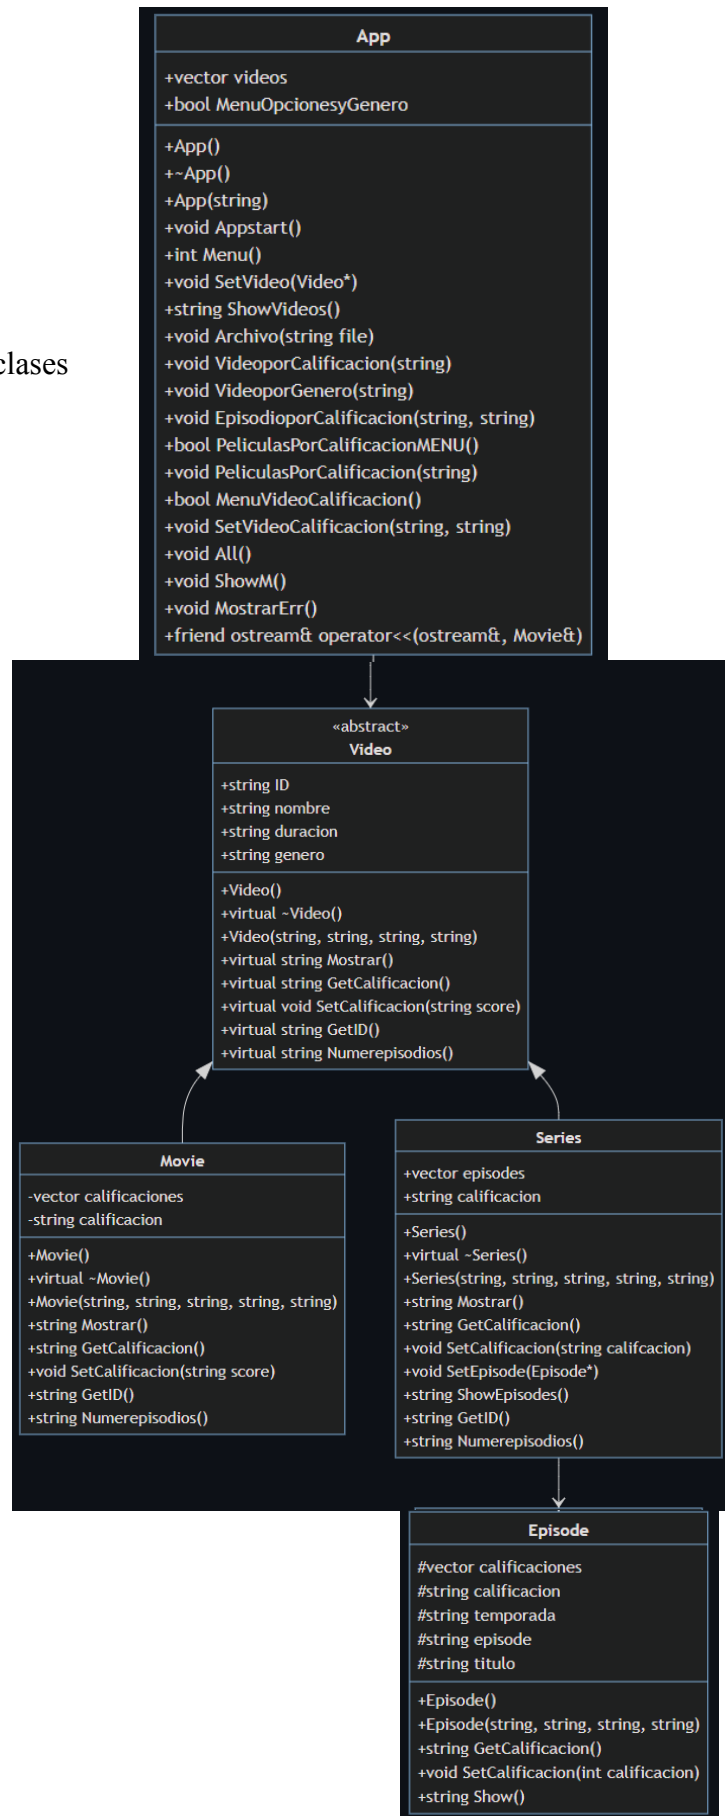 App
+vector videos
+bool MenuOpcionesyGenero
+App()
+~App()
+App(string)
+void Appstart()
+int Menu()
+void SetVideo(Video*)
+string ShowVideos()
+void Archivo(string file)
clases
+void VideoporCalificacion(string)
+void VideoporGenero(string)
+void EpisodioporCalificacion(string, string)
+bool PeliculasPorCalificacionMENU()
+void PeliculasPorCalificacion(string)
+bool MenuVideoCalificacion()
+void SetVideoCalificacion(string, string)
+void All()
+void ShowM()
+void MostrarErr()
+friend ostream& operator<<(ostream&, Movie&)
«abstract»
Video
+string ID
+string nombre
+string duracion
+string genero
+Video()
+virtual ~Video()
+Video(string, string, string, string)
+virtual string Mostrar()
+virtual string GetCalificacion()
+virtual void SetCalificacion(string score)
+virtual string GetID()
+virtual string Numerepisodios()
Movie
-vector calificaciones
-string calificacion
+Movie()
+virtual ~Movie()
+Movie(string, string, string, string, string)
+string Mostrar()
+string GetCalificacion()
+void SetCalificacion(string score)
+string GetID()
+string Numerepisodios()
Series
+vector episodes
+string calificacion
+Series()
+virtual ~Series()
+Series(string, string, string, string, string)
+string Mostrar()
+string GetCalificacion()
+void SetCalificacion(string califcacion)
+void SetEpisode(Episode*)
+string ShowEpisodes()
+string GetID()
+string Numerepisodios()
Episode
#vector calificaciones
#string calificacion
#string temporada
#string episode
#string titulo
+Episode()
+Episode(string, string, string, string)
+string GetCalificacion()
+void SetCalificacion(int calificacion)
+string Show()